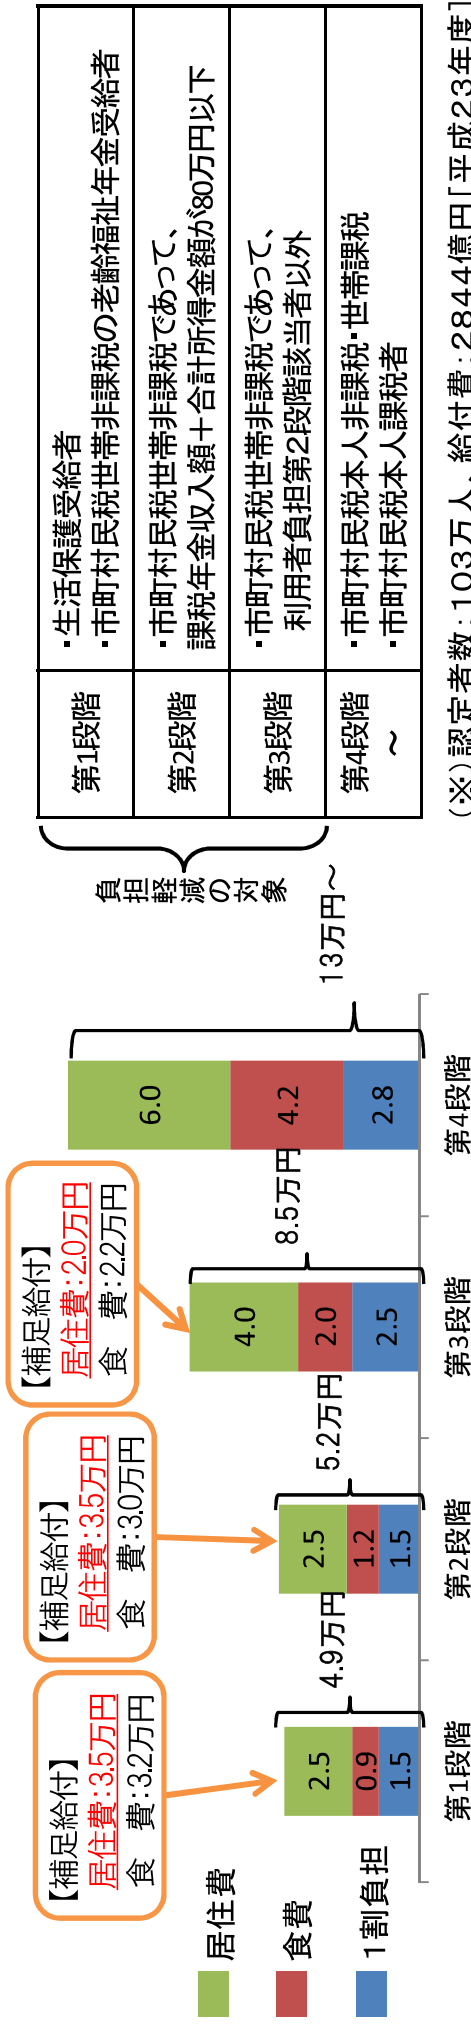 【補足給付】
居住費:3.5万円
食　費:3.2万円
【補足給付】
居住費:3.5万円
食　費:3.0万円
【補足給付】
居住費:2.0万円
食　費:2.2万円
居住費
食費
1割負担
2.5
0.9
1.5
4.9万円
2.5
1.2
1.5
5.2万円
4.0
2.0
2.5
8.5万円
6.0
4.2
2.8
13万円～
第1段階
第2段階
第3段階
第4段階
負担軽減の対象
第1段階
・生活保護受給者
・市町村民税世帯非課税の老齢福祉年金受給者
第2段階
・市町村民税世帯非課税であって、
課税年金収入額＋合計所得金額が80万円以下
第3段階
・市町村民税世帯非課税であって、
利用者負担第2段階該当者以外
第4段階
～
・市町村民税本人非課税・世帯課税
・市町村民税本人課税者
(※)認定者数:103万人、給付費:2844億円[平成23年度]